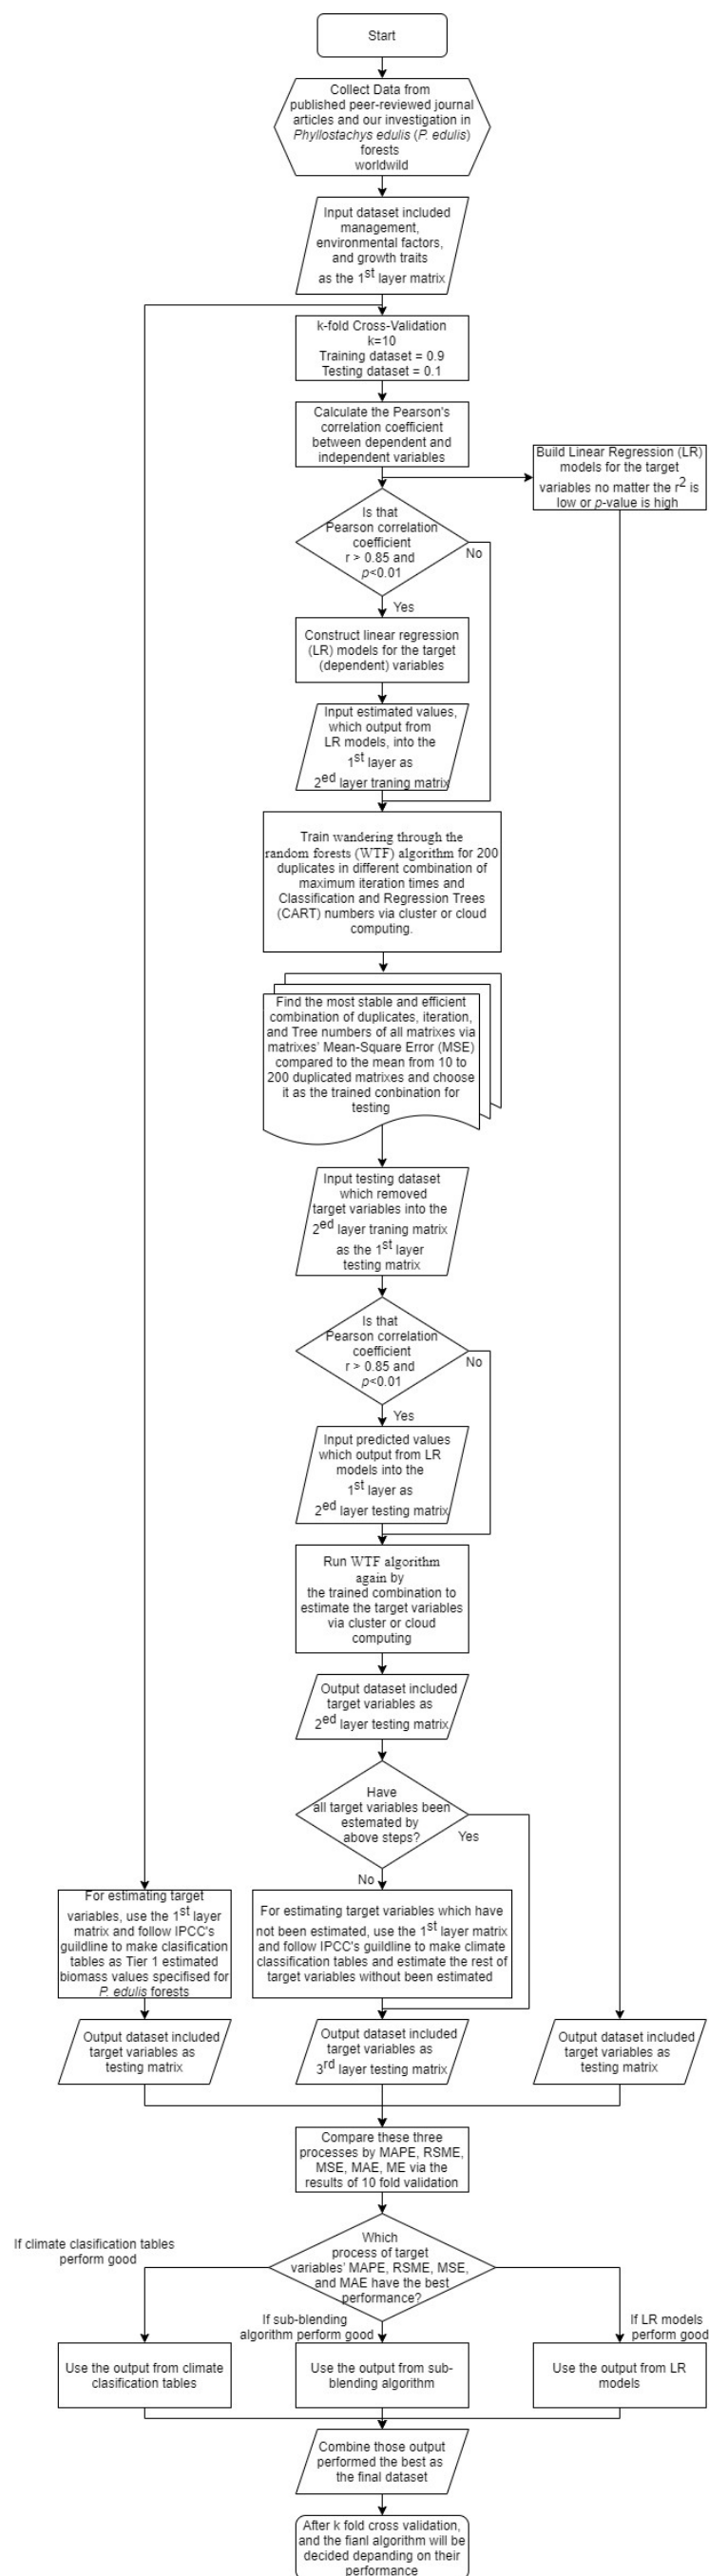 Start
Collect Data from
published peer-reviewed journal
articles and our investigation in
Phyllostachys edulis (P. edulis)
forests
worldwild
Input dataset included
management,
environmental factors,
and growth traits
as the 1st layer matrix
k-fold Cross-Validation
k=10
Training dataset = 0.9
Testing dataset = 0.1
Calculate the Pearson's
correlation coefficient
between dependent and
independent variables
Build Linear Regression (LR)
models for the target
variables no matter the r2 is
low or p-value is high
Is that
Pearson correlation
coefficient
r > 0.85 and
p<0.01
No
Yes
Construct linear regression
(LR) models for the target
(dependent) variables
Input estimated values,
which output from
LR models, into the
1st layer as
2ed layer traning matrix
Train wandering through the
random forests (WTF) algorithm for 200
duplicates in different combination of
maximum iteration times and
Classification and Regression Trees
(CART) numbers via cluster or cloud
computing.
Find the most stable and efficient
combination of duplicates, iteration,
and Tree numbers of all matrixes via
matrixes' Mean-Square Error (MSE)
compared to the mean from 10 to
200 duplicated matrixes and choose
it as the trained conbination for
testing
Input testing dataset
which removed
target variables into the
2ed layer traning matrix
as the 1st layer
testing matrix
Is that
Pearson correlation
coefficient
r > 0.85 and
p<0.01
No
Yes
Input predicted values
which output from LR
models into the
1st layer as
2ed layer testing matrix
Run WTF algorithm
again by
the trained combination to
estimate the target variables
via cluster or cloud
computing
Output dataset included
target variables as
2ed layer testing matrix
Have
all target variables been
estemated by
above steps?
Yes
No
For estimating target
variables, use the 1st layer
matrix and follow IPCC's
guildline to make clasification
tables as Tier 1 estimated
biomass values specifised for
P. edulis forests
For estimating target variables which have
not been estimated, use the 1st layer matrix
and follow IPCC's guildline to make climate
classification tables and estimate the rest of
target variables without been estimated
Output dataset included
target variables as
testing matrix
Output dataset included
target variables as
3rd layer testing matrix
Output dataset included
target variables as
testing matrix
Compare these three
processes by MAPE, RSME,
MSE, MAE, ME via the
results of 10 fold validation
Which
process of target
variables' MAPE, RSME, MSE,
and MAE have the best
performance?
If climate clasification tables
perform good
If sub-blending
algorithm perform good
If LR models
perform good
Use the output from climate
clasification tables
Use the output from sub-
blending algorithm
Use the output from LR
models
Combine those output
performed the best as
the final dataset
After k fold cross validation,
and the fianl algorithm will be
decided depanding on their
performance